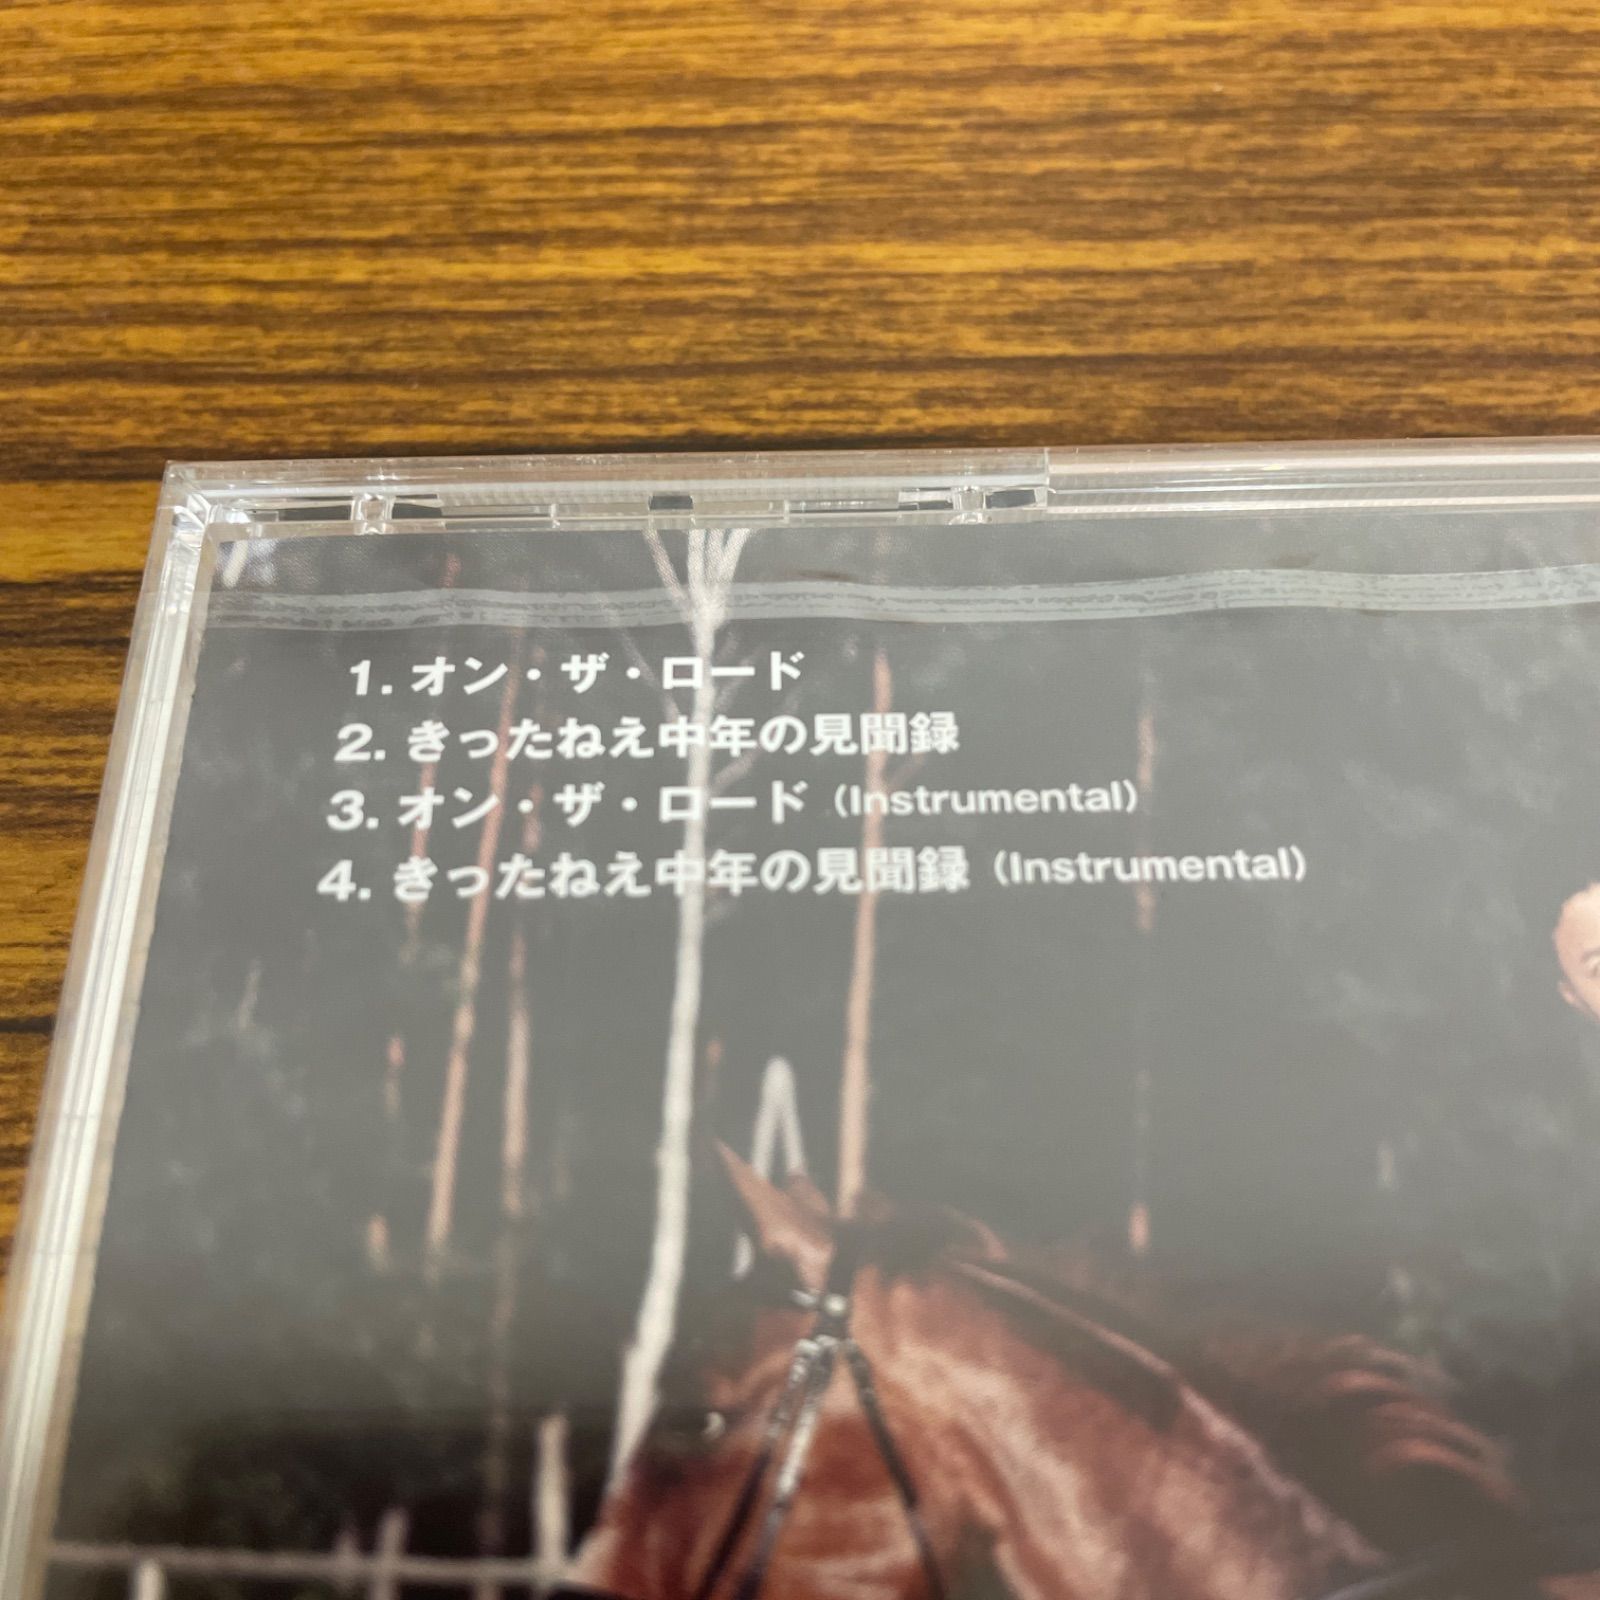 1. オン・ザ・ロード
2. きったねえ中年の見聞録
3. オン・ザ・ロード（Instrumental）
4. きったねえ中年の見聞録（Instrumental）